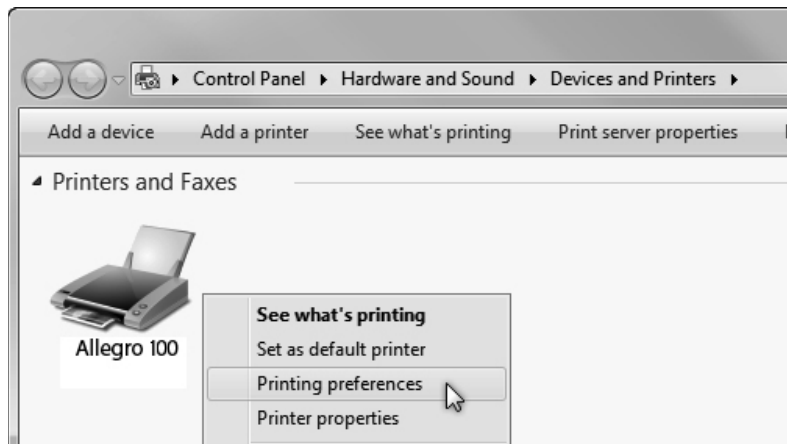 Control Panel Hardware and Sound Devices and Printers
Add a device Add a printer See what's printing Print server properties
Printers and Faxes
Allegro 100
See what's printing
Set as default printer
Printing preferences
Printer properties